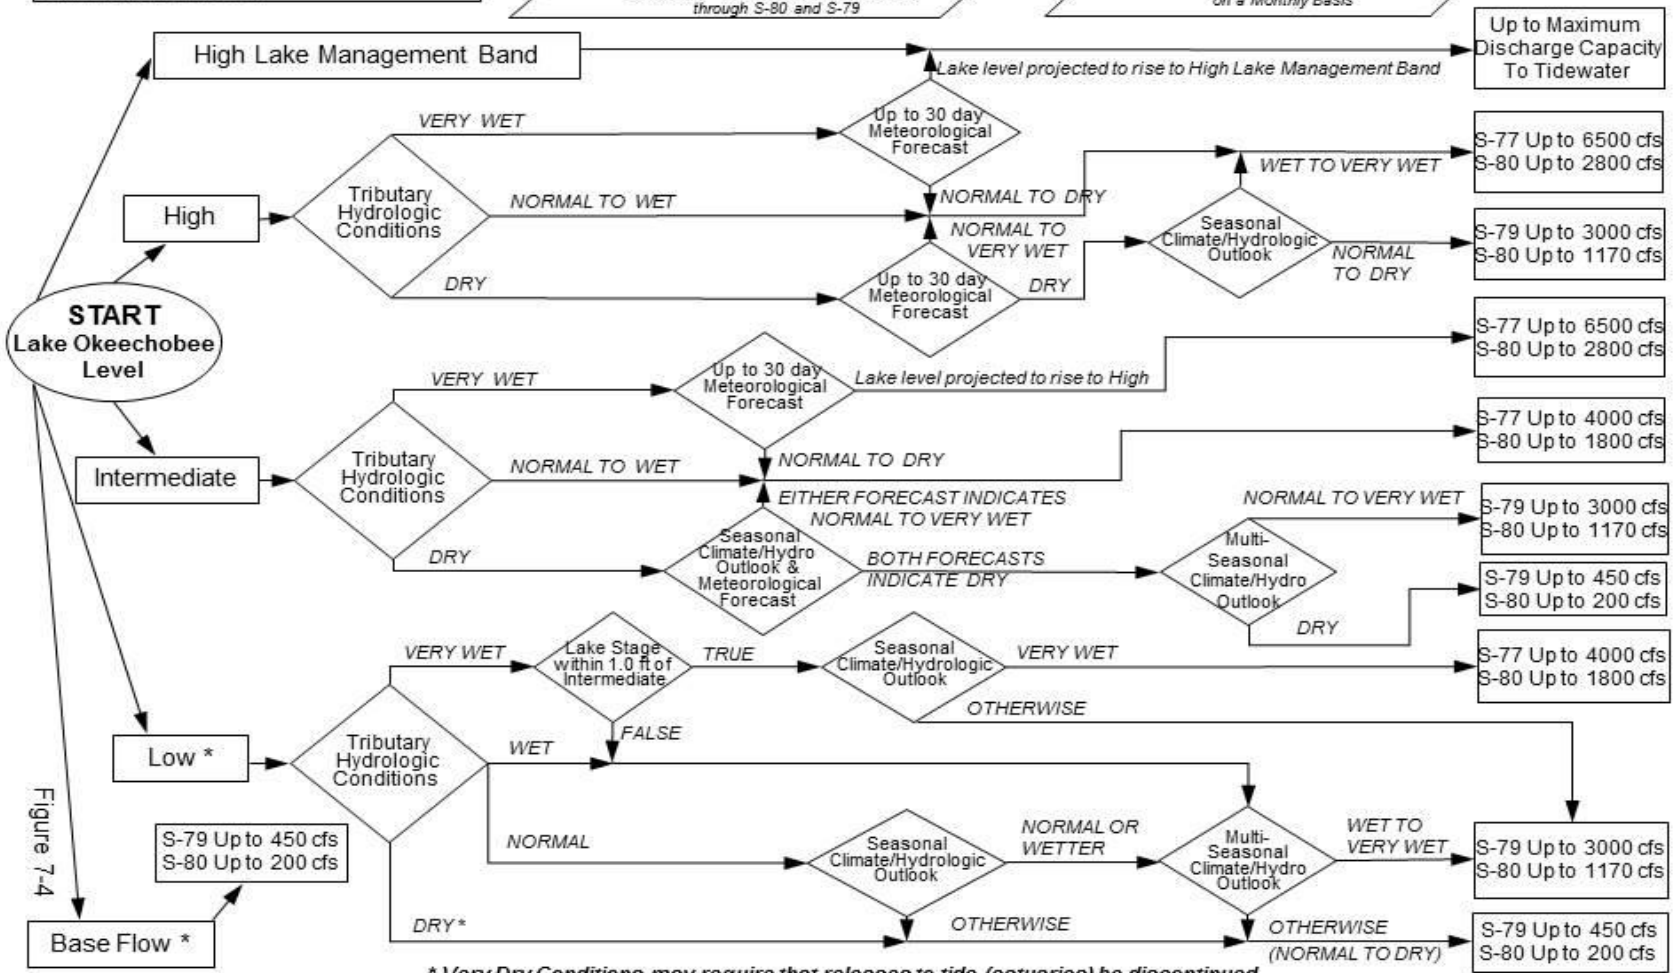 through S-80 and S-79
on a Monthly Basis
High Lake Management Band
Up to Maximum
Discharge Capacity
To Tidewater
Lake level projected to rise to High Lake Management Band
VERY WET
Up to 30 day
Meteorological
Forecast
S-77 Up to 6500 cfs
S-80 Up to 2800 cfs
WET TO VERY WET
Tributary
Hydrologic
Conditions
NORMAL TO WET
NORMAL TO DRY
High
Seasonal
Climate/Hydrologic
Outlook
S-79 Up to 3000 cfs
S-80 Up to 1170 cfs
NORMAL TO
VERY WET
NORMAL
TO DRY
DRY
Up to 30 day
Meteorological
Forecast
DRY
START
Lake Okeechobee
Level
S-77 Up to 6500 cfs
S-80 Up to 2800 cfs
VERY WET
Up to 30 day
Meteorological
Forecast
Lake level projected to rise to High
S-77 Up to 4000 cfs
S-80 Up to 1800 cfs
Intermediate
Tributary
Hydrologic
Conditions
NORMAL TO WET
NORMAL TO DRY
EITHER FORECAST INDICATES
NORMAL TO VERY WET
NORMAL TO VERY WET
S-79 Up to 3000 cfs
S-80 Up to 1170 cfs
DRY
Seasonal
Climate/Hydro
Outlook &
Meteorological
Forecast
BOTH FORECASTS
INDICATE DRY
Multi-
Seasonal
Climate/Hydro
Outlook
S-79 Up to 450 cfs
S-80 Up to 200 cfs
DRY
VERY WET
Lake Stage
within 1.0 ft of
Intermediate
TRUE
Seasonal
Climate/Hydrologic
Outlook
VERY WET
S-77 Up to 4000 cfs
S-80 Up to 1800 cfs
OTHERWISE
FALSE
Low *
Tributary
Hydrologic
Conditions
WET
Figure 7-4
S-79 Up to 450 cfs
S-80 Up to 200 cfs
NORMAL
Seasonal
Climate/Hydrologic
Outlook
NORMAL OR
WETTER
Multi-
Seasonal
Climate/Hydro
Outlook
WET TO
VERY WET
S-79 Up to 3000 cfs
S-80 Up to 1170 cfs
Base Flow *
DRY *
OTHERWISE
OTHERWISE
(NORMAL TO DRY)
S-79 Up to 450 cfs
S-80 Up to 200 cfs
* Very Dry Conditions may require that releases to tide (estuaries) be discontinued